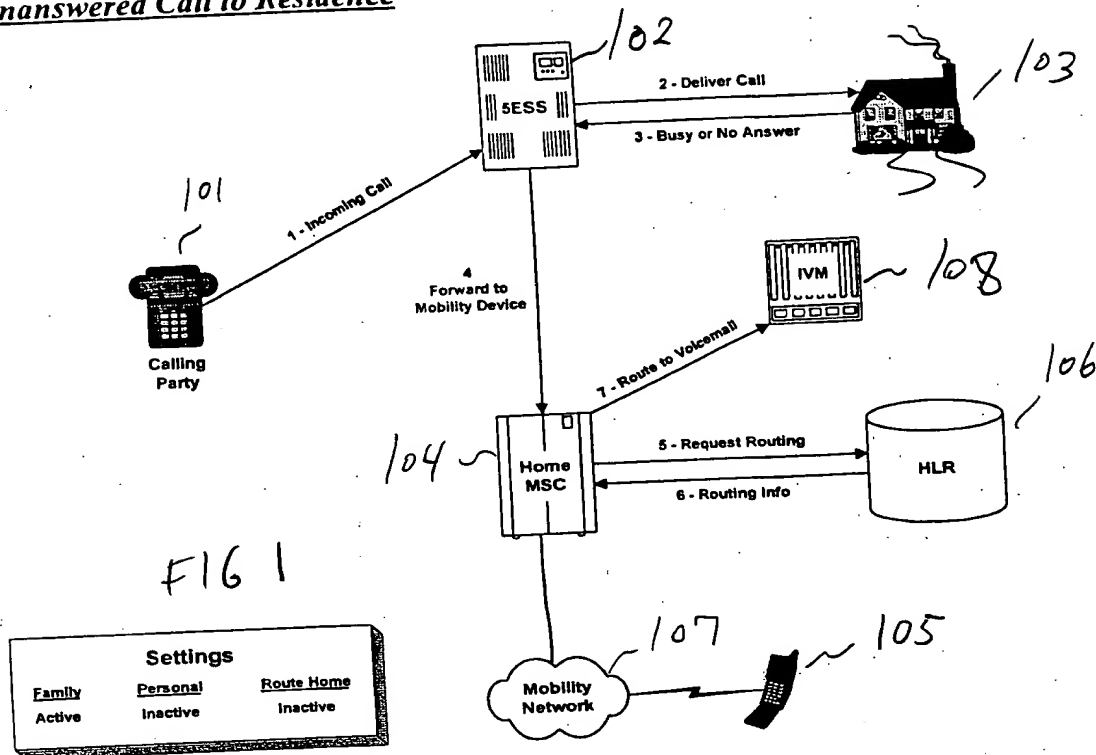 nanswered Call to Residence
102
5ESS
2 - Deliver Call
3 - Busy or No Answer
103
101
1 - Incoming Call
Calling
Party
4
Forward to
Mobility Device
IVM
108
7 - Route to Voicemail
106
104
Home
MSC
5 - Request Routing
6 - Routing Info
HLR
FIG 1
Settings
Family Personal Route Home
Active Inactive Inactive
107
Mobility
Network
105